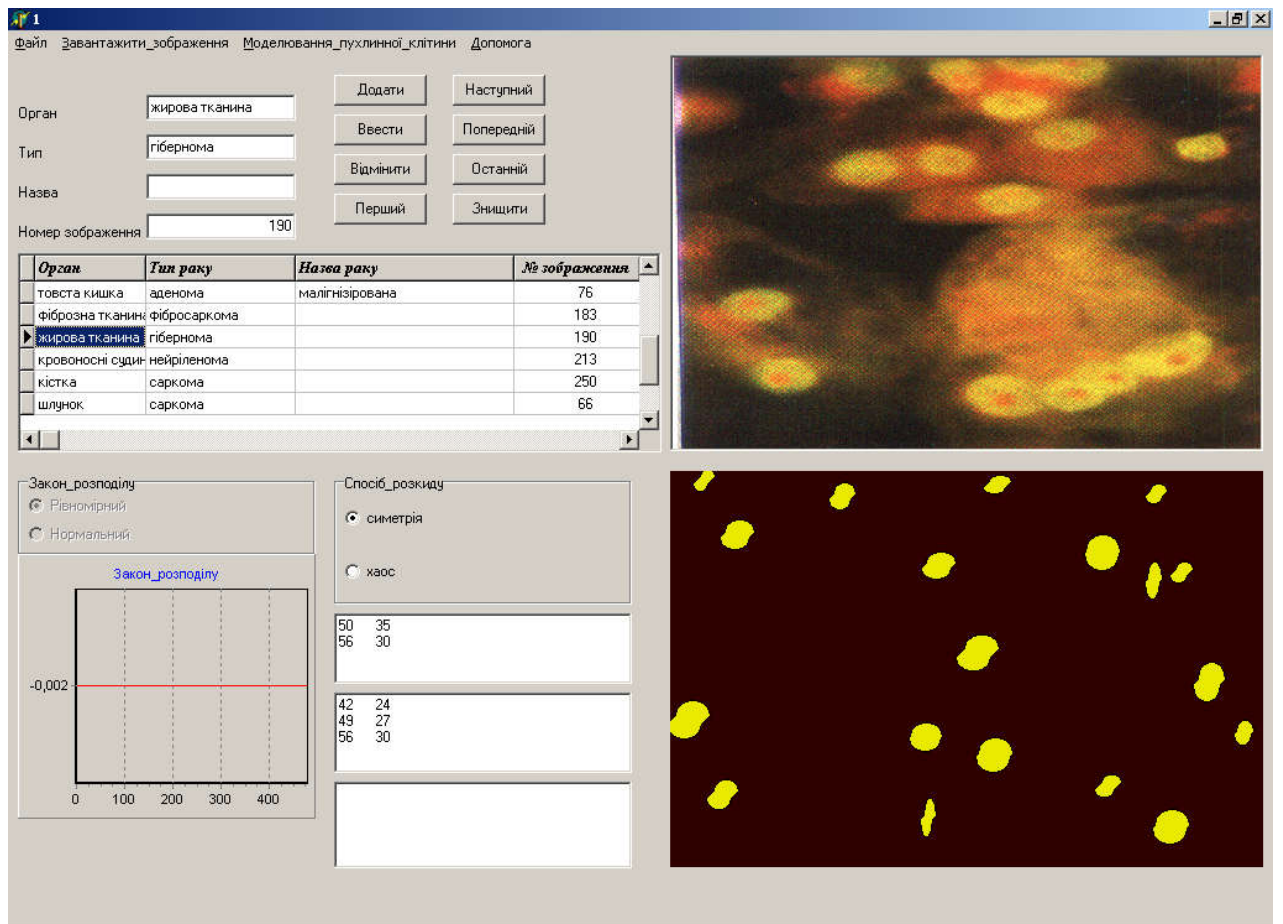 1
Файл Завантажити_зображення Моделювання_пухлинної_клітини Допомога
Орган жирова тканина
Тип гібернома
Назва
Номер зображення 190
Додати Наступний
Ввести Попередній
Відмінити Останній
Перший Знищити
Орган Тип раку Назва раку № зображення
товста кишка аденома малігнізірована 76
фіброзна тканина фібросаркома 183
жирова тканина гібернома 190
кровоносні судин нейріленома 213
кістка саркома 250
шлунок саркома 66
Закон_розподілу
Рівномірний
Нормальний
Закон_розподілу
-0,002
0 100 200 300 400
Спосіб_розкиду
симетрія
хаос
50 35
56 30
42 24
49 27
56 30